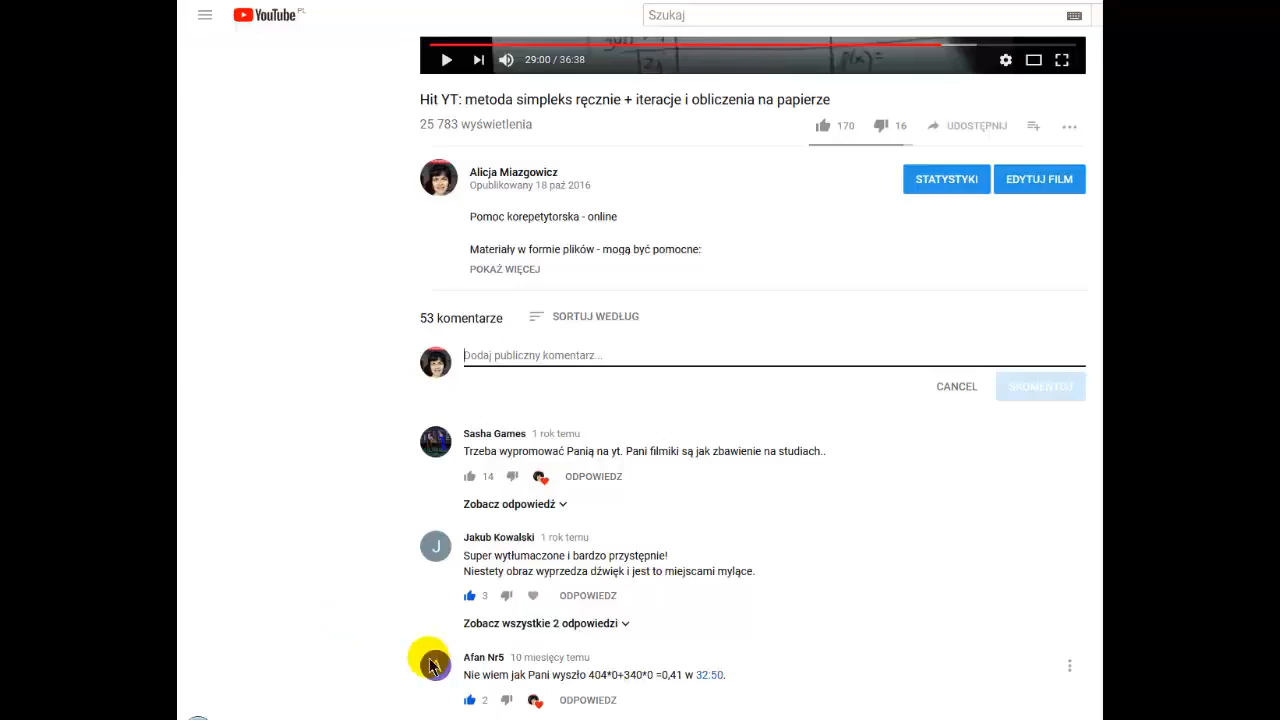 YouTube PL
Szukaj
29:00 / 36:38
Hit YT: metoda simpleks ręcznie + iteracje i obliczenia na papierze
25 783 wyświetlenia
170
16
UDOSTĘPNIJ
Alicja Miazgowicz
Opublikowany 18 paź 2016
STATYSTYKI
EDYTUJ FILM
Pomoc korepetytorska - online
Materiały w formie plików - mogą być pomocne:
POKAŻ WIĘCEJ
53 komentarze
SORTUJ WEDŁUG
Dodaj publiczny komentarz...
CANCEL
SKOMENTUJ
Sasha Games 1 rok temu
Trzeba wypromować Panią na yt. Pani filmiki są jak zbawienie na studiach..
14
ODPOWIEDZ
Zobacz odpowiedź
J
Jakub Kowalski 1 rok temu
Super wytłumaczone i bardzo przystępnie!
Niestety obraz wyprzedza dźwięk i jest to miejscami mylące.
3
ODPOWIEDZ
Zobacz wszystkie 2 odpowiedzi
Afan Nr5 10 miesięcy temu
Nie wiem jak Pani wyszło 404*0+340*0 =0,41 w 32:50.
2
ODPOWIEDZ